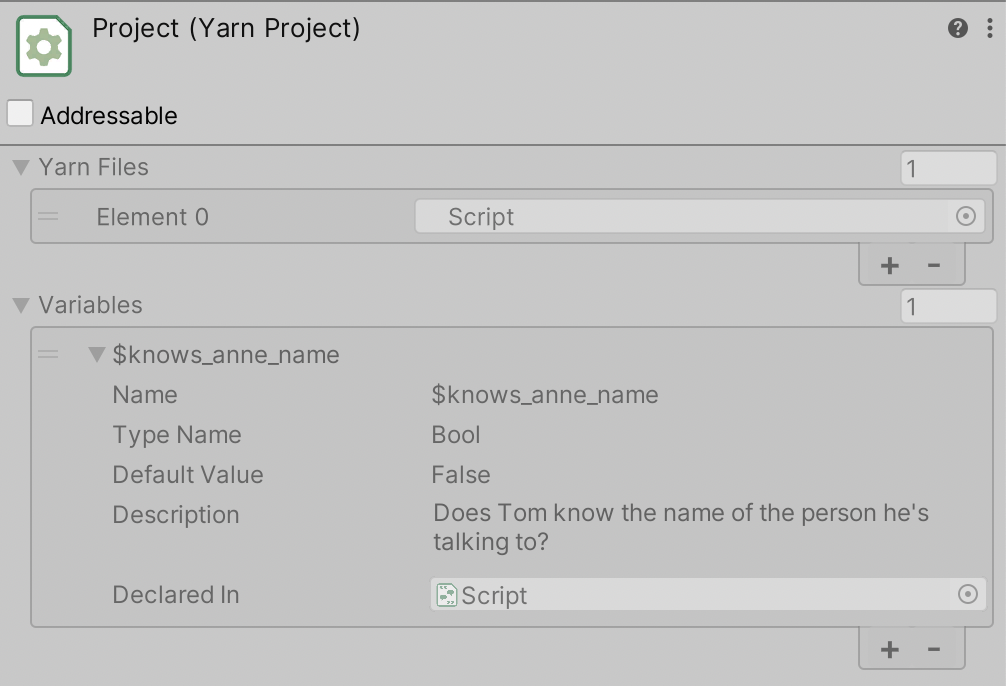 Project (Yarn Project)
Addressable
Yarn Files 1
Element 0 Script
+ -
Variables 1
$knows_anne_name
Name $knows_anne_name
Type Name Bool
Default Value False
Description Does Tom know the name of the person he's
talking to?
Declared In Script
+ -